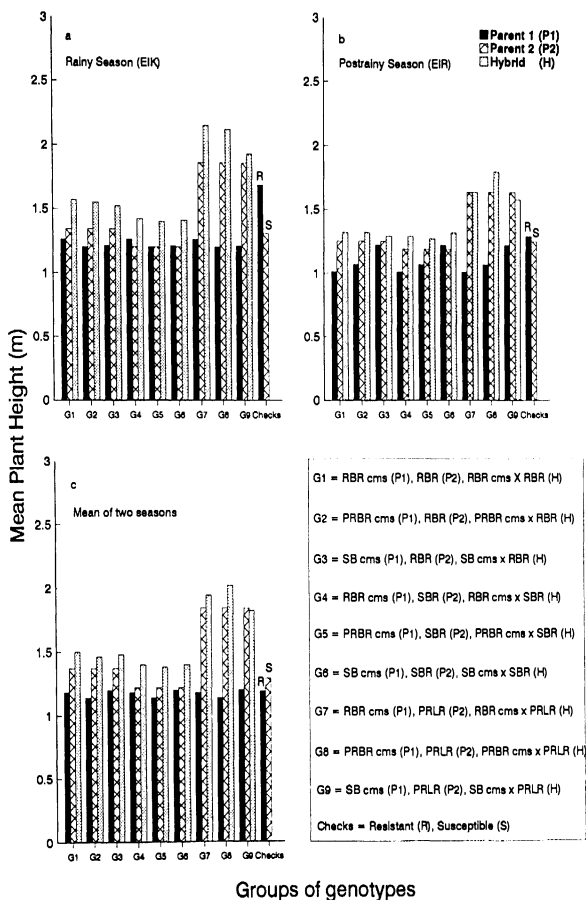 a
Rainy Season (EIK)
3
2.5
2
1.5
1
0.5
0
R
S
G1 G2 G3 G4 G5 G6 G7 G8 G9 Checks
b
Postrainy Season (EIR)
Parent 1 (P1)
Parent 2 (P2)
Hybrid (H)
3
2.5
2
1.5
1
0.5
0
R
S
G1 G2 G3 G4 G5 G6 G7 G8 G9 Checks
Mean Plant Height (m)
c
Mean of two seasons
3
2.5
2
1.5
1
0.5
0
R
S
G1 G2 G3 G4 G5 G6 G7 G8 G9 Checks
G1 = RBR cms (P1), RBR (P2), RBR cms X RBR (H)
G2 = PRBR cms (P1), RBR (P2), PRBR cms x RBR (H)
G3 = SB cms (P1), RBR (P2), SB cms x RBR (H)
G4 = RBR cms (P1), SBR (P2), RBR cms x SBR (H)
G5 = PRBR cms (P1), SBR (P2), PRBR cms x SBR (H)
G6 = SB cms (P1), SBR (P2), SB cms x SBR (H)
G7 = RBR cms (P1), PRLR (P2), RBR cms x PRLR (H)
G8 = PRBR cms (P1), PRLR (P2), PRBR cms x PRLR (H)
G9 = SB cms (P1), PRLR (P2), SB cms x PRLR (H)
Checks = Resistant (R), Susceptible (S)
Groups of genotypes